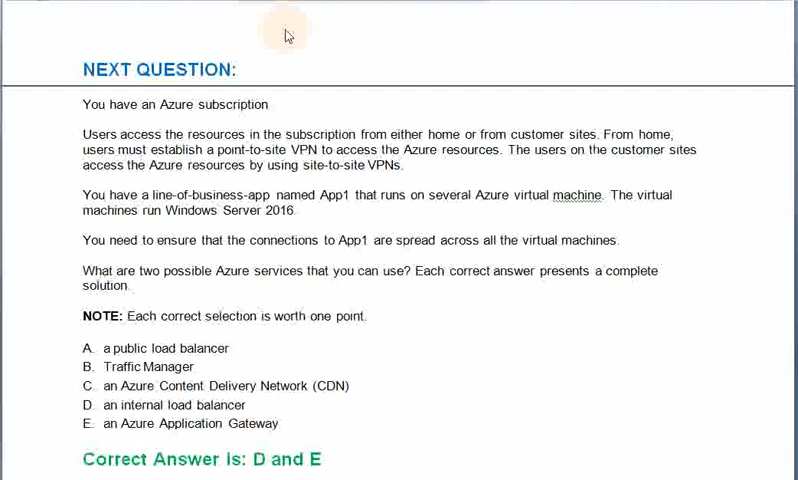 NEXT QUESTION:
You have an Azure subscription
Users access the resources in the subscription from either home or from customer sites. From home,
users must establish a point-to-site VPN to access the Azure resources. The users on the customer sites
access the Azure resources by using site-to-site VPNs.
You have a line-of-business-app named App1 that runs on several Azure virtual machine. The virtual
machines run Windows Server 2016.
You need to ensure that the connections to App1 are spread across all the virtual machines.
What are two possible Azure services that you can use? Each correct answer presents a complete
solution.
NOTE: Each correct selection is worth one point.
A. a public load balancer
B. Traffic Manager
C. an Azure Content Delivery Network (CDN)
D. an internal load balancer
E. an Azure Application Gateway
Correct Answer is: D and E